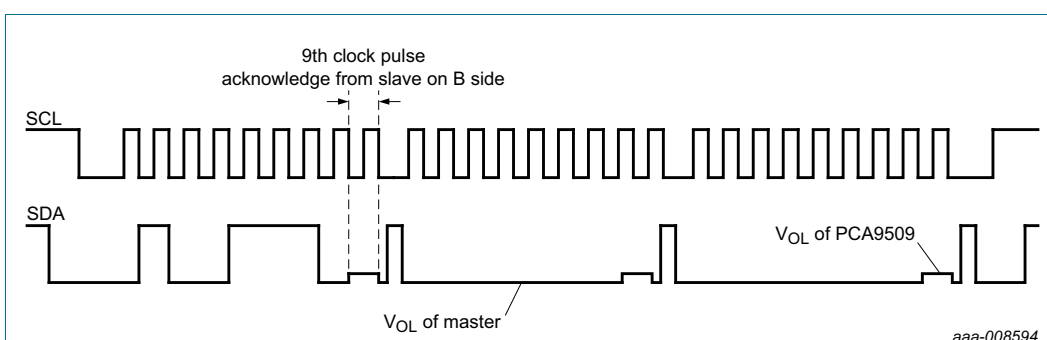 9th clock pulse
acknowledge from slave on B side
SCL
SDA
VOL of PCA9509
VOL of master
aaa-008594